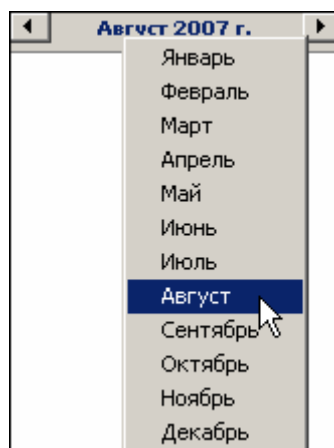 Август 2007 г.
Январь
Февраль
Март
Апрель
Май
Июнь
Июль
Август
Сентябрь
Октябрь
Ноябрь
Декабрь